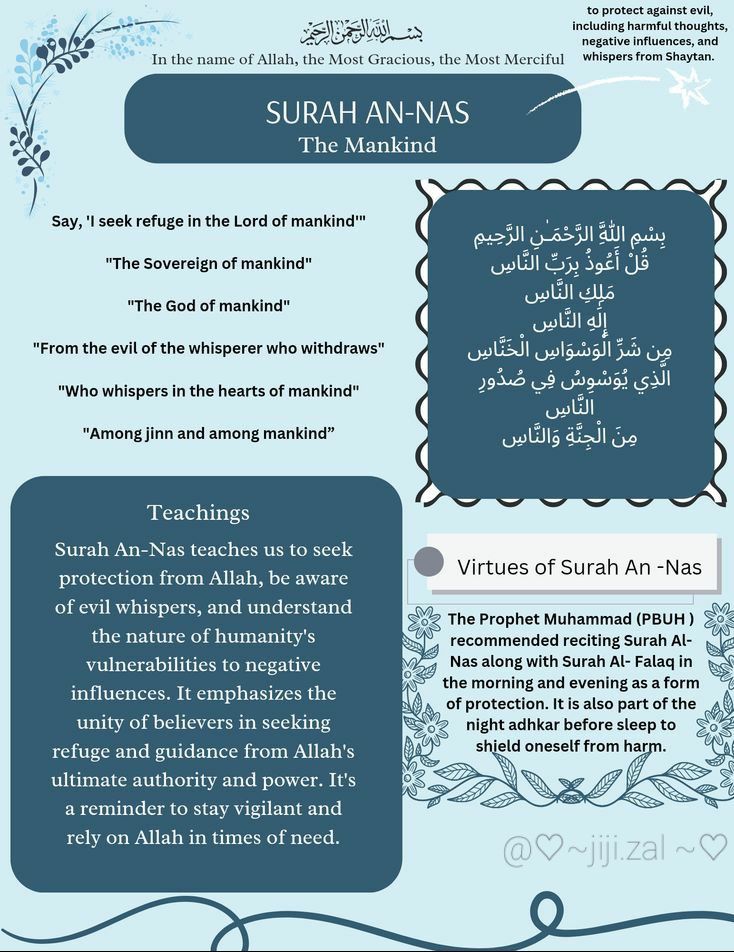 to protect against evil,
including harmful thoughts,
negative influences, and
whispers from Shaytan.
بسم الله الرحمن الرحيم
In the name of Allah, the Most Gracious, the Most Merciful
SURAH AN-NAS
The Mankind
Say, 'I seek refuge in the Lord of mankind'"
"The Sovereign of mankind"
"The God of mankind"
"From the evil of the whisperer who withdraws"
"Who whispers in the hearts of mankind"
"Among jinn and among mankind”
بِسْمِ اللَّهِ الرَّحْمَـٰنِ الرَّحِيمِ
قُلْ أَعُوذُ بِرَبِّ النَّاسِ
مَلِكِ النَّاسِ
إِلَٰهِ النَّاسِ
مِن شَرِّ الْوَسْوَاسِ الْخَنَّاسِ
الَّذِي يُوَسْوِسُ فِي صُدُورِ
النَّاسِ
مِنَ الْجِنَّةِ وَالنَّاسِ
Teachings
Surah An-Nas teaches us to seek
protection from Allah, be aware
of evil whispers, and understand
the nature of humanity's
vulnerabilities to negative
influences. It emphasizes the
unity of believers in seeking
refuge and guidance from Allah's
ultimate authority and power. It's
a reminder to stay vigilant and
rely on Allah in times of need.
Virtues of Surah An -Nas
The Prophet Muhammad (PBUH )
recommended reciting Surah Al-
Nas along with Surah Al- Falaq in
the morning and evening as a form
of protection. It is also part of the
night adhkar before sleep to
shield oneself from harm.
@♡~jiji.zal ~♡